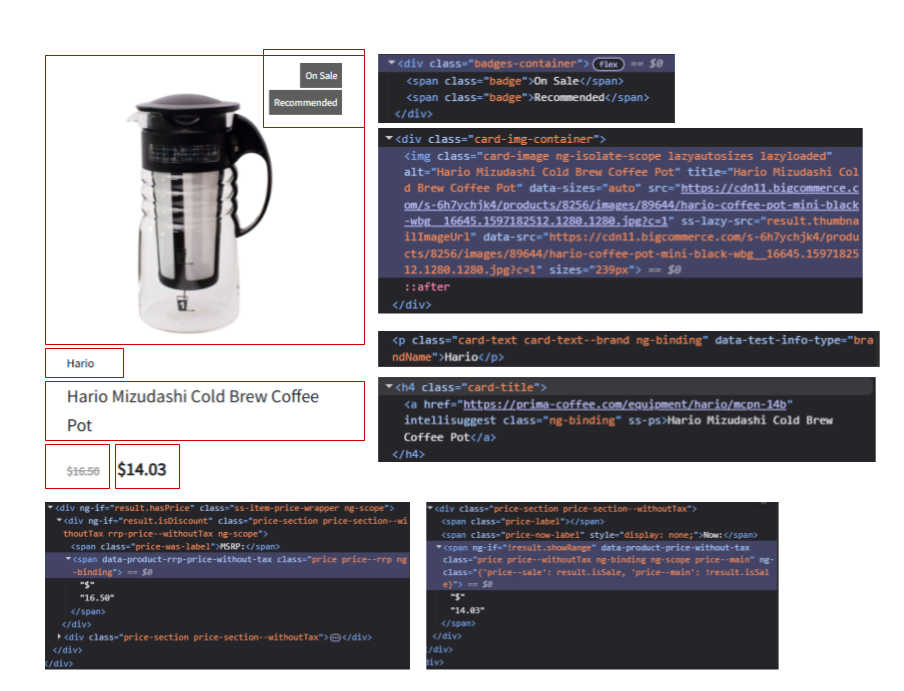 On Sale
Recommended
Hario
Hario Mizudashi Cold Brew Coffee
Pot
$16.50
$14.03
<div class="badges-container"> flex == $0
<span class="badge">On Sale</span>
<span class="badge">Recommended</span>
</div>
<div class="card-img-container">
<img class="card-image ng-isolate-scope lazyautosizes lazyloaded"
alt="Hario Mizudashi Cold Brew Coffee Pot" title="Hario Mizudashi Col
d Brew Coffee Pot" data-sizes="auto" src="https://cdn11.bigcommerce.c
om/s-6h7ychjk4/products/8256/images/89644/hario-coffee-pot-mini-black
-wbg__16645.1597182512.1280.1280.jpg?c=1" ss-lazy-src="result.thumbna
ilImageUrl" data-src="https://cdn11.bigcommerce.com/s-6h7ychjk4/produ
cts/8256/images/89644/hario-coffee-pot-mini-black-wbg__16645.15971825
12.1280.1280.jpg?c=1" sizes="239px"> == $0
::after
</div>
<p class="card-text card-text--brand ng-binding" data-test-info-type="bra
ndName">Hario</p>
<h4 class="card-title">
<a href="https://prima-coffee.com/equipment/hario/mcpn-14b"
intellisuggest class="ng-binding" ss-ps>Hario Mizudashi Cold Brew
Coffee Pot</a>
</h4>
<div ng-if="result.hasPrice" class="ss-item-price-wrapper ng-scope">
<div ng-if="result.isDiscount" class="price-section price-section--wi
thoutTax rrp-price--withoutTax ng-scope">
<span class="price-was-label">MSRP:</span>
<span data-product-rrp-price-without-tax class="price price--rrp ng
-binding"> == $0
"$"
"16.50"
</span>
</div>
<div class="price-section price-section--withoutTax">⋯</div>
</div>
/div>
<div class="price-section price-section--withoutTax">
<span class="price-label"></span>
<span class="price-now-label" style="display: none;">Now:</span>
<span ng-if="!result.showRange" data-product-price-without-tax
class="price price--withoutTax ng-binding ng-scope price--main" ng-
class="{'price--sale': result.isSale, 'price--main': !result.isSal
e}"> == $0
"$"
"14.03"
</span>
</div>
/div>
div>